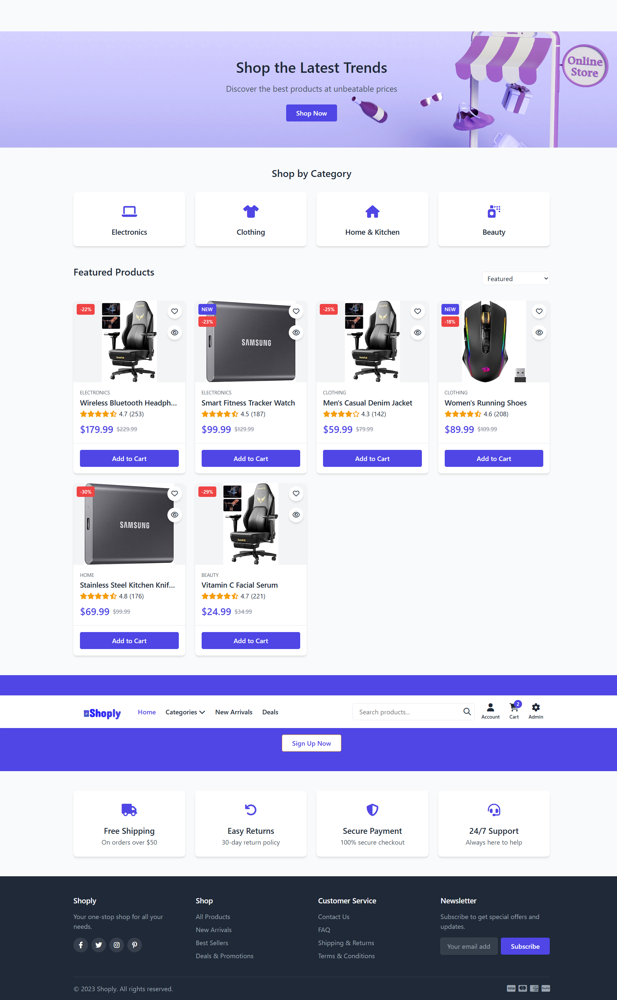 Online
Store
Shop the Latest Trends
Discover the best products at unbeatable prices
Shop Now
Shop by Category
Electronics
Clothing
Home & Kitchen
Beauty
Featured Products
Featured
-22%
ELECTRONICS
Wireless Bluetooth Headph...
4.7 (253)
$179.99 $229.99
Add to Cart
NEW
-23%
SAMSUNG
ELECTRONICS
Smart Fitness Tracker Watch
4.5 (187)
$99.99 $129.99
Add to Cart
-25%
CLOTHING
Men's Casual Denim Jacket
4.3 (142)
$59.99 $79.99
Add to Cart
NEW
-18%
CLOTHING
Women's Running Shoes
4.6 (208)
$89.99 $109.99
Add to Cart
-30%
SAMSUNG
HOME
Stainless Steel Kitchen Knif...
4.8 (176)
$69.99 $99.99
Add to Cart
-29%
BEAUTY
Vitamin C Facial Serum
4.7 (221)
$24.99 $34.99
Add to Cart
Shoply
Home
Categories
New Arrivals
Deals
Search products...
Account
2
Cart
Admin
Sign Up Now
Free Shipping
On orders over $50
Easy Returns
30-day return policy
Secure Payment
100% secure checkout
24/7 Support
Always here to help
Shoply
Your one-stop shop for all your
needs.
Shop
All Products
New Arrivals
Best Sellers
Deals & Promotions
Customer Service
Contact Us
FAQ
Shipping & Returns
Terms & Conditions
Newsletter
Subscribe to get special offers and
updates.
Your email add
Subscribe
© 2023 Shoply. All rights reserved.
VISA
AMEX
PayPal